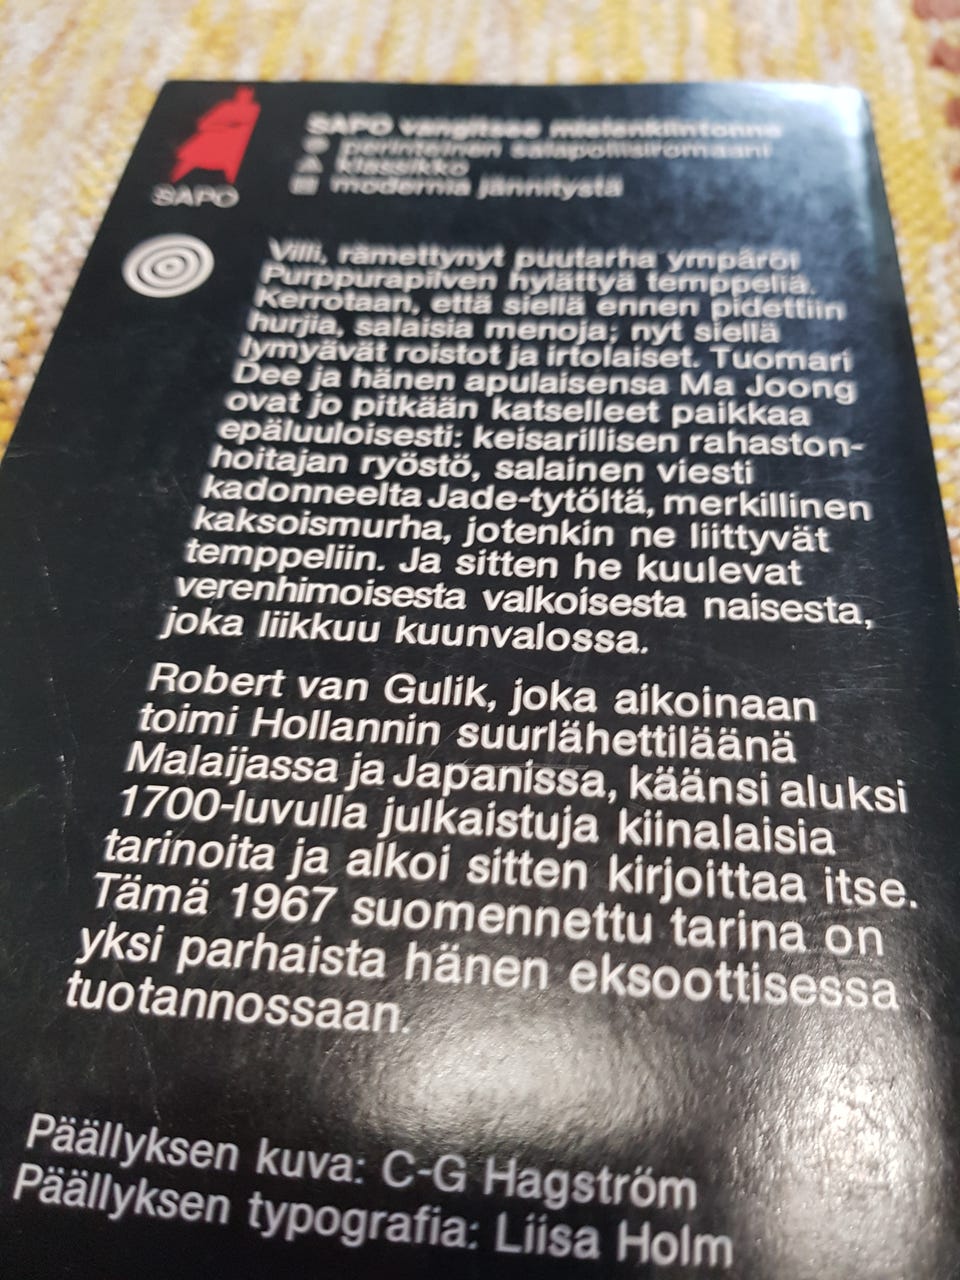 SAPO vangitsee mielenkiintonne
perinteinen salapoliisiromaani
klassikko
modernia jännitystä
SAPO
Villi, rämettynyt puutarha ympäröi
Purppurapilven hylättyä temppeliä.
Kerrotaan, että siellä ennen pidettiin
hurjia, salaisia menoja; nyt siellä
lymyävät roistot ja irtolaiset. Tuomari
Dee ja hänen apulaisensa Ma Joong
ovat jo pitkään katselleet paikkaa
epäluuloisesti: keisarillisen rahaston-
hoitajan ryöstö, salainen viesti
kadonneelta Jade-tytöltä, merkillinen
kaksoismurha, jotenkin ne liittyvät
temppeliin. Ja sitten he kuulevat
verenhimoisesta valkoisesta naisesta,
joka liikkuu kuunvalossa.
Robert van Gulik, joka aikoinaan
toimi Hollannin suurlähettiläänä
Malaijassa ja Japanissa, käänsi aluksi
1700-luvulla julkaistuja kiinalaisia
tarinoita ja alkoi sitten kirjoittaa itse.
Tämä 1967 suomennettu tarina on
yksi parhaista hänen eksoottisessa
tuotannossaan.
Päällyksen kuva: C-G Hagström
Päällyksen typografia: Liisa Holm